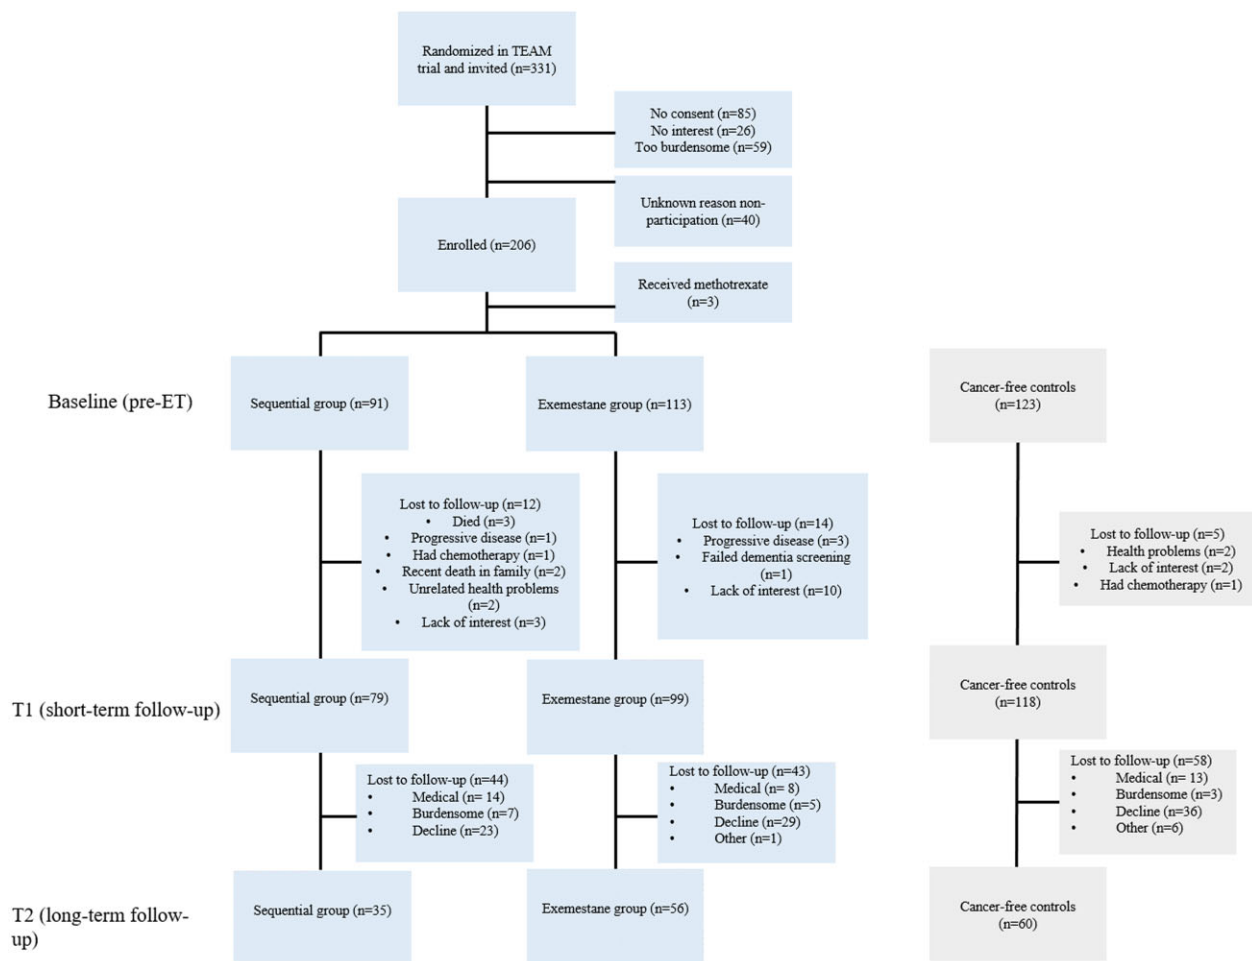 Randomized in TEAM
trial and invited (n=331)
No consent (n=85)
No interest (n=26)
Too burdensome (n=59)
Unknown reason non-
participation (n=40)
Enrolled (n=206)
Received methotrexate
(n=3)
Baseline (pre-ET)
Sequential group (n=91)
Exemestane group (n=113)
Cancer-free controls
(n=123)
Lost to follow-up (n=12)
• Died (n=3)
• Progressive disease (n=1)
• Had chemotherapy (n=1)
• Recent death in family (n=2)
• Unrelated health problems
(n=2)
• Lack of interest (n=3)
Lost to follow-up (n=14)
• Progressive disease (n=3)
• Failed dementia screening
(n=1)
• Lack of interest (n=10)
Lost to follow-up (n=5)
• Health problems (n=2)
• Lack of interest (n=2)
• Had chemotherapy (n=1)
T1 (short-term follow-up)
Sequential group (n=79)
Exemestane group (n=99)
Cancer-free controls
(n=118)
Lost to follow-up (n=44)
• Medical (n= 14)
• Burdensome (n=7)
• Decline (n=23)
Lost to follow-up (n=43)
• Medical (n= 8)
• Burdensome (n=5)
• Decline (n=29)
• Other (n=1)
Lost to follow-up (n=58)
• Medical (n= 13)
• Burdensome (n=3)
• Decline (n=36)
• Other (n=6)
T2 (long-term follow-
up)
Sequential group (n=35)
Exemestane group (n=56)
Cancer-free controls
(n=60)